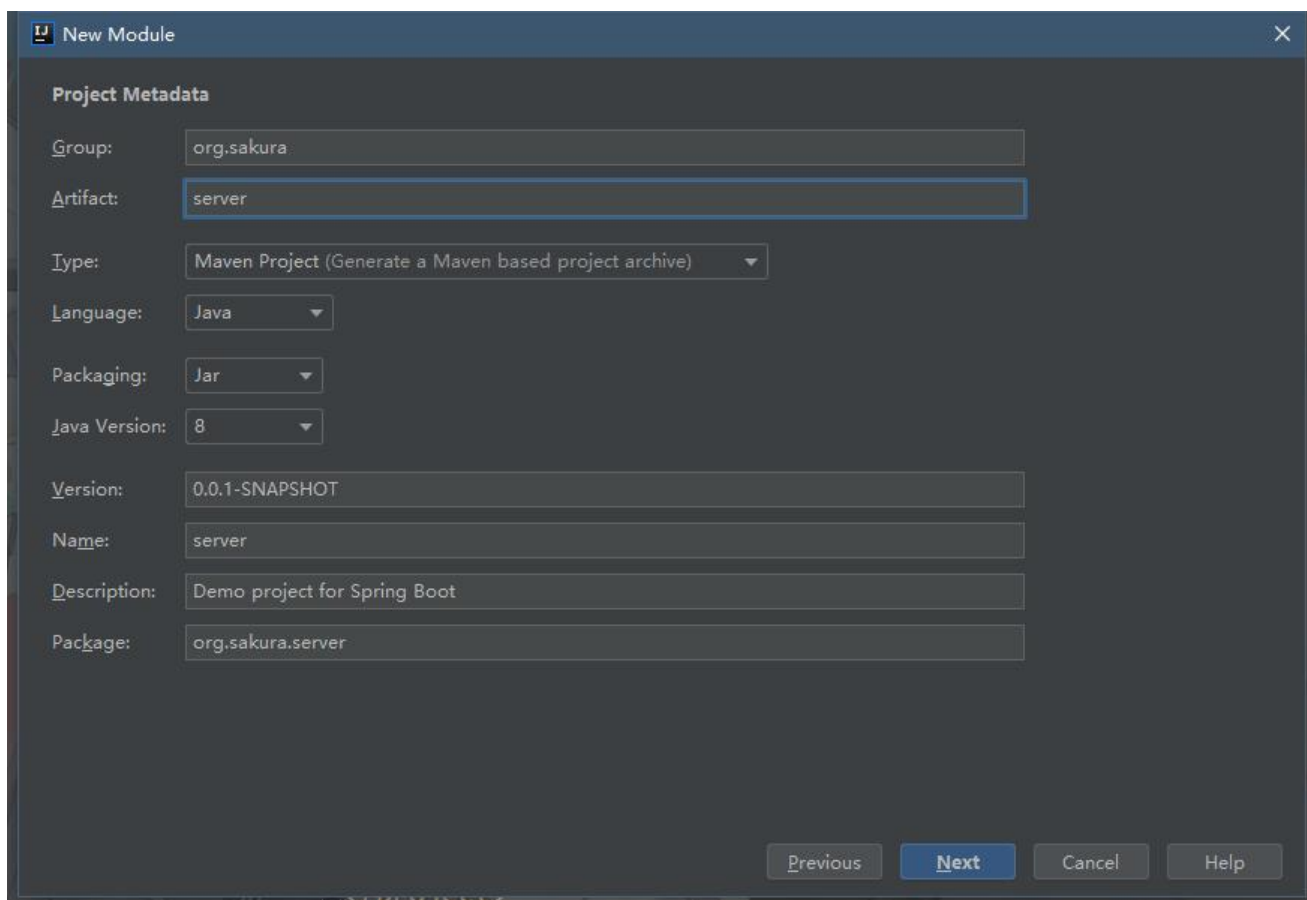 New Module
Project Metadata
Group: org.sakura
Artifact: server
Type: Maven Project (Generate a Maven based project archive)
Language: Java
Packaging: Jar
Java Version: 8
Version: 0.0.1-SNAPSHOT
Name: server
Description: Demo project for Spring Boot
Package: org.sakura.server
Previous Next Cancel Help